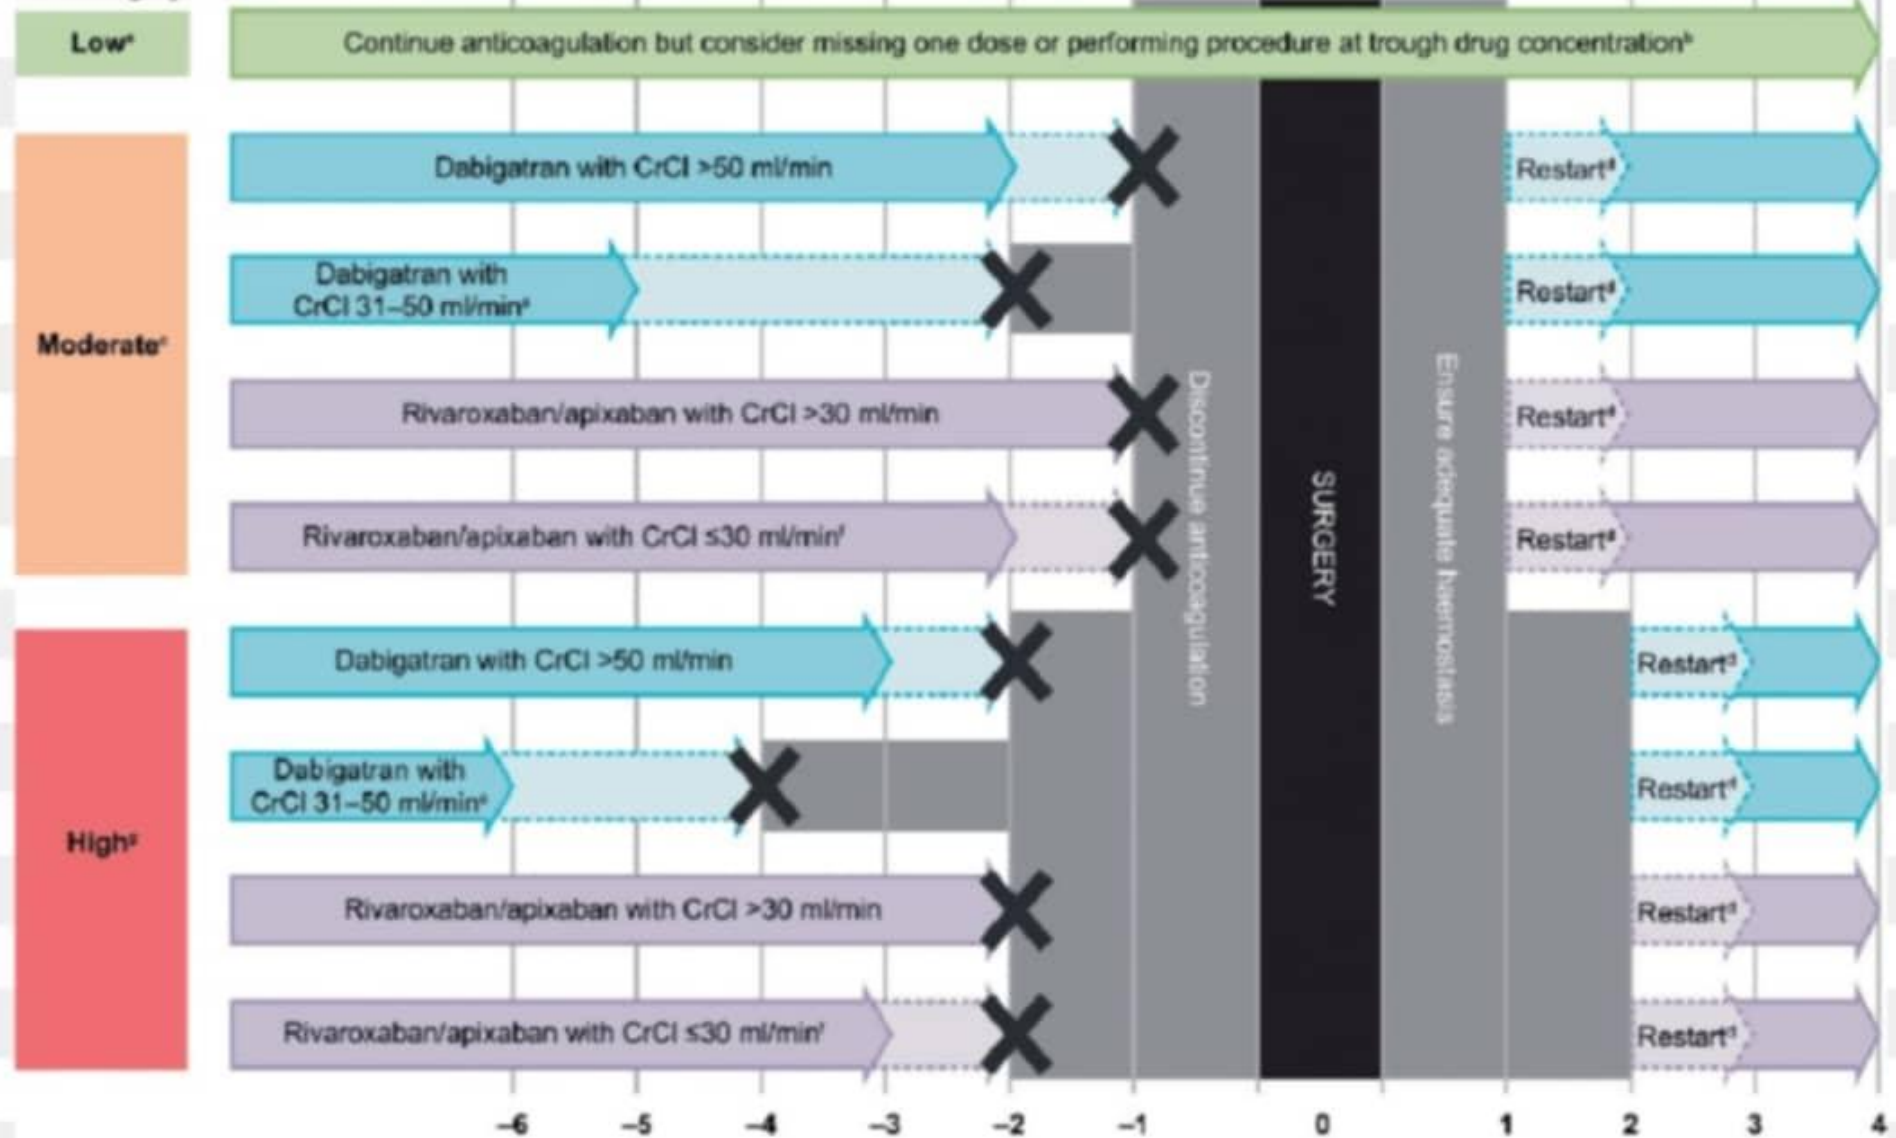 Low^a
Continue anticoagulation but consider missing one dose or performing procedure at trough drug concentration^b
Moderate^c
Dabigatran with CrCl >50 ml/min
Restart^d
Dabigatran with
CrCl 31–50 ml/min^e
Restart^d
Rivaroxaban/apixaban with CrCl >30 ml/min
Restart^d
Rivaroxaban/apixaban with CrCl ≤30 ml/min^f
Restart^d
Discontinue anticoagulation
SURGERY
Ensure adequate haemostasis
High^g
Dabigatran with CrCl >50 ml/min
Restart^d
Dabigatran with
CrCl 31–50 ml/min^e
Restart^d
Rivaroxaban/apixaban with CrCl >30 ml/min
Restart^d
Rivaroxaban/apixaban with CrCl ≤30 ml/min^f
Restart^d
–6 –5 –4 –3 –2 –1 0 1 2 3 4